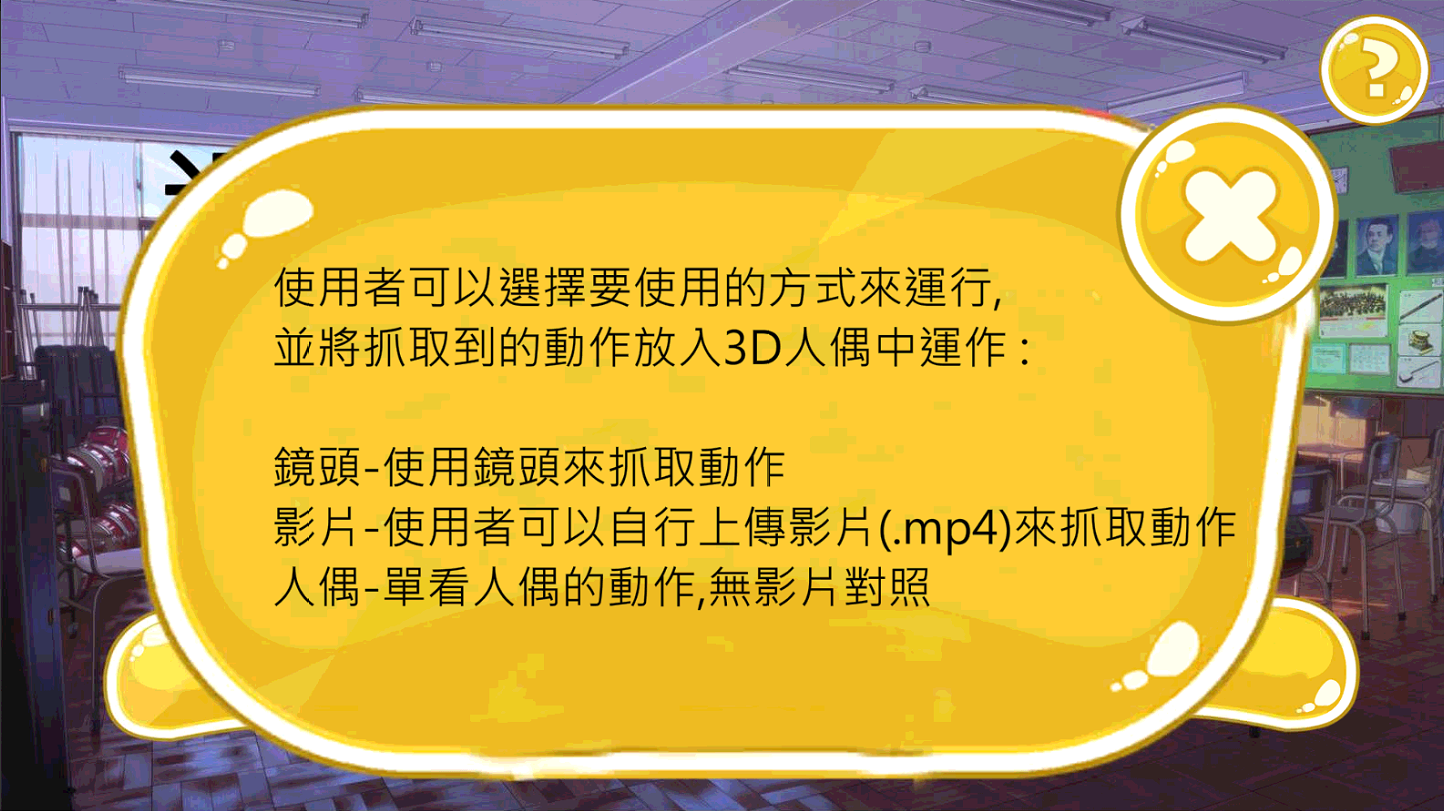 ?
使用者可以選擇要使用的方式來運行,
並將抓取到的動作放入3D人偶中運作 :
鏡頭-使用鏡頭來抓取動作
影片-使用者可以自行上傳影片(.mp4)來抓取動作
人偶-單看人偶的動作,無影片對照